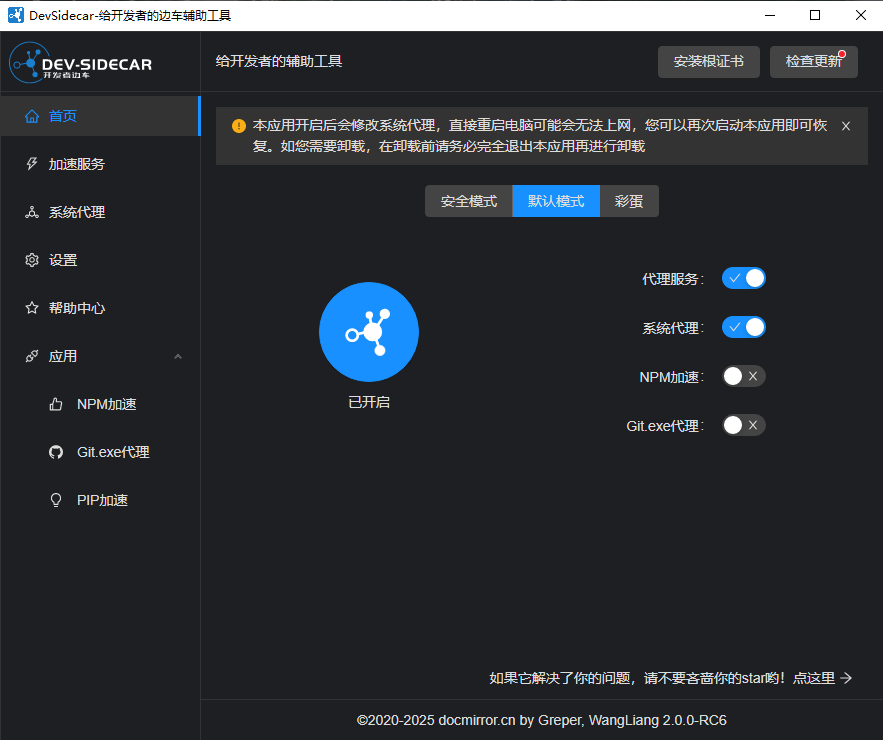 DevSidecar-给开发者的边车辅助工具
DEV-SIDECAR
开发者边车
给开发者的辅助工具
安装根证书
检查更新
首页
加速服务
系统代理
设置
帮助中心
应用
NPM加速
Git.exe代理
PIP加速
本应用开启后会修改系统代理，直接重启电脑可能会无法上网，您可以再次启动本应用即可恢
复。如您需要卸载，在卸载前请务必完全退出本应用再进行卸载
安全模式
默认模式
彩蛋
已开启
代理服务：
系统代理：
NPM加速：
Git.exe代理：
如果它解决了你的问题，请不要吝啬你的star哟！点这里
©2020-2025 docmirror.cn by Greper, WangLiang 2.0.0-RC6